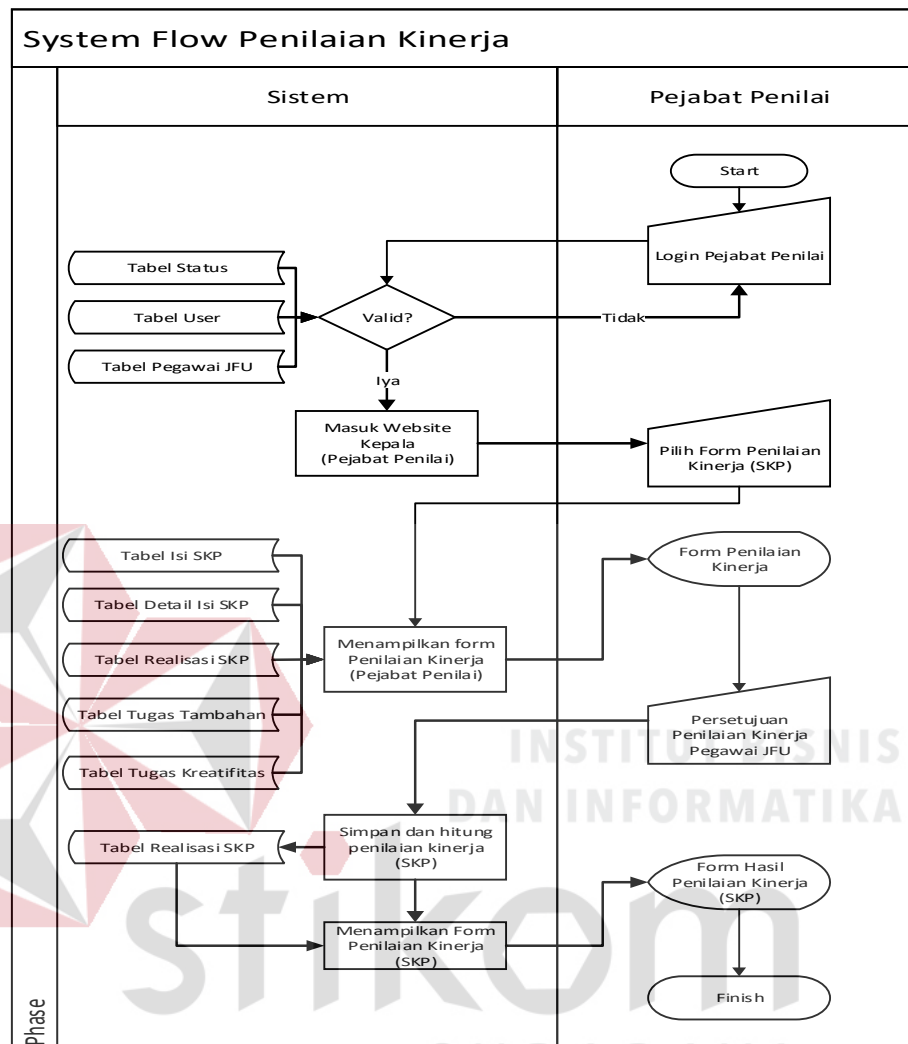 System Flow Penilaian Kinerja
Sistem
Pejabat Penilai
Start
Login Pejabat Penilai
Tabel Status
Tabel User
Tabel Pegawai JFU
Valid?
Tidak
Iya
Masuk Website
Kepala
(Pejabat Penilai)
Pilih Form Penilaian
Kinerja (SKP)
Tabel Isi SKP
Tabel Detail Isi SKP
Tabel Realisasi SKP
Tabel Tugas Tambahan
Tabel Tugas Kreatifitas
Menampilkan form
Penilaian Kinerja
(Pejabat Penilai)
Form Penilaian
Kinerja
Persetujuan
Penilaian Kinerja
Pegawai JFU
INSTITUT BISNIS
DAN INFORMATIKA
Simpan dan hitung
penilaian kinerja
(SKP)
Tabel Realisasi SKP
Menampilkan Form
Penilaian Kinerja
(SKP)
Form Hasil
Penilaian Kinerja
(SKP)
stikom
Finish
Phase